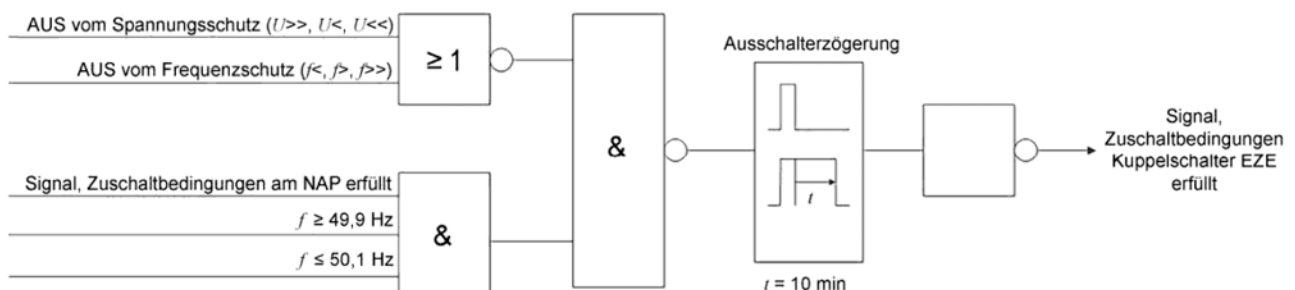 AUS vom Spannungsschutz (U>>, U<, U<<)
AUS vom Frequenzschutz (f<, f>, f>>)
≥ 1
Signal, Zuschaltbedingungen am NAP erfüllt
f ≥ 49,9 Hz
f ≤ 50,1 Hz
&
&
Ausschalterzögerung
t
t = 10 min
Signal,
Zuschaltbedingungen
Kuppelschalter EZE
erfüllt